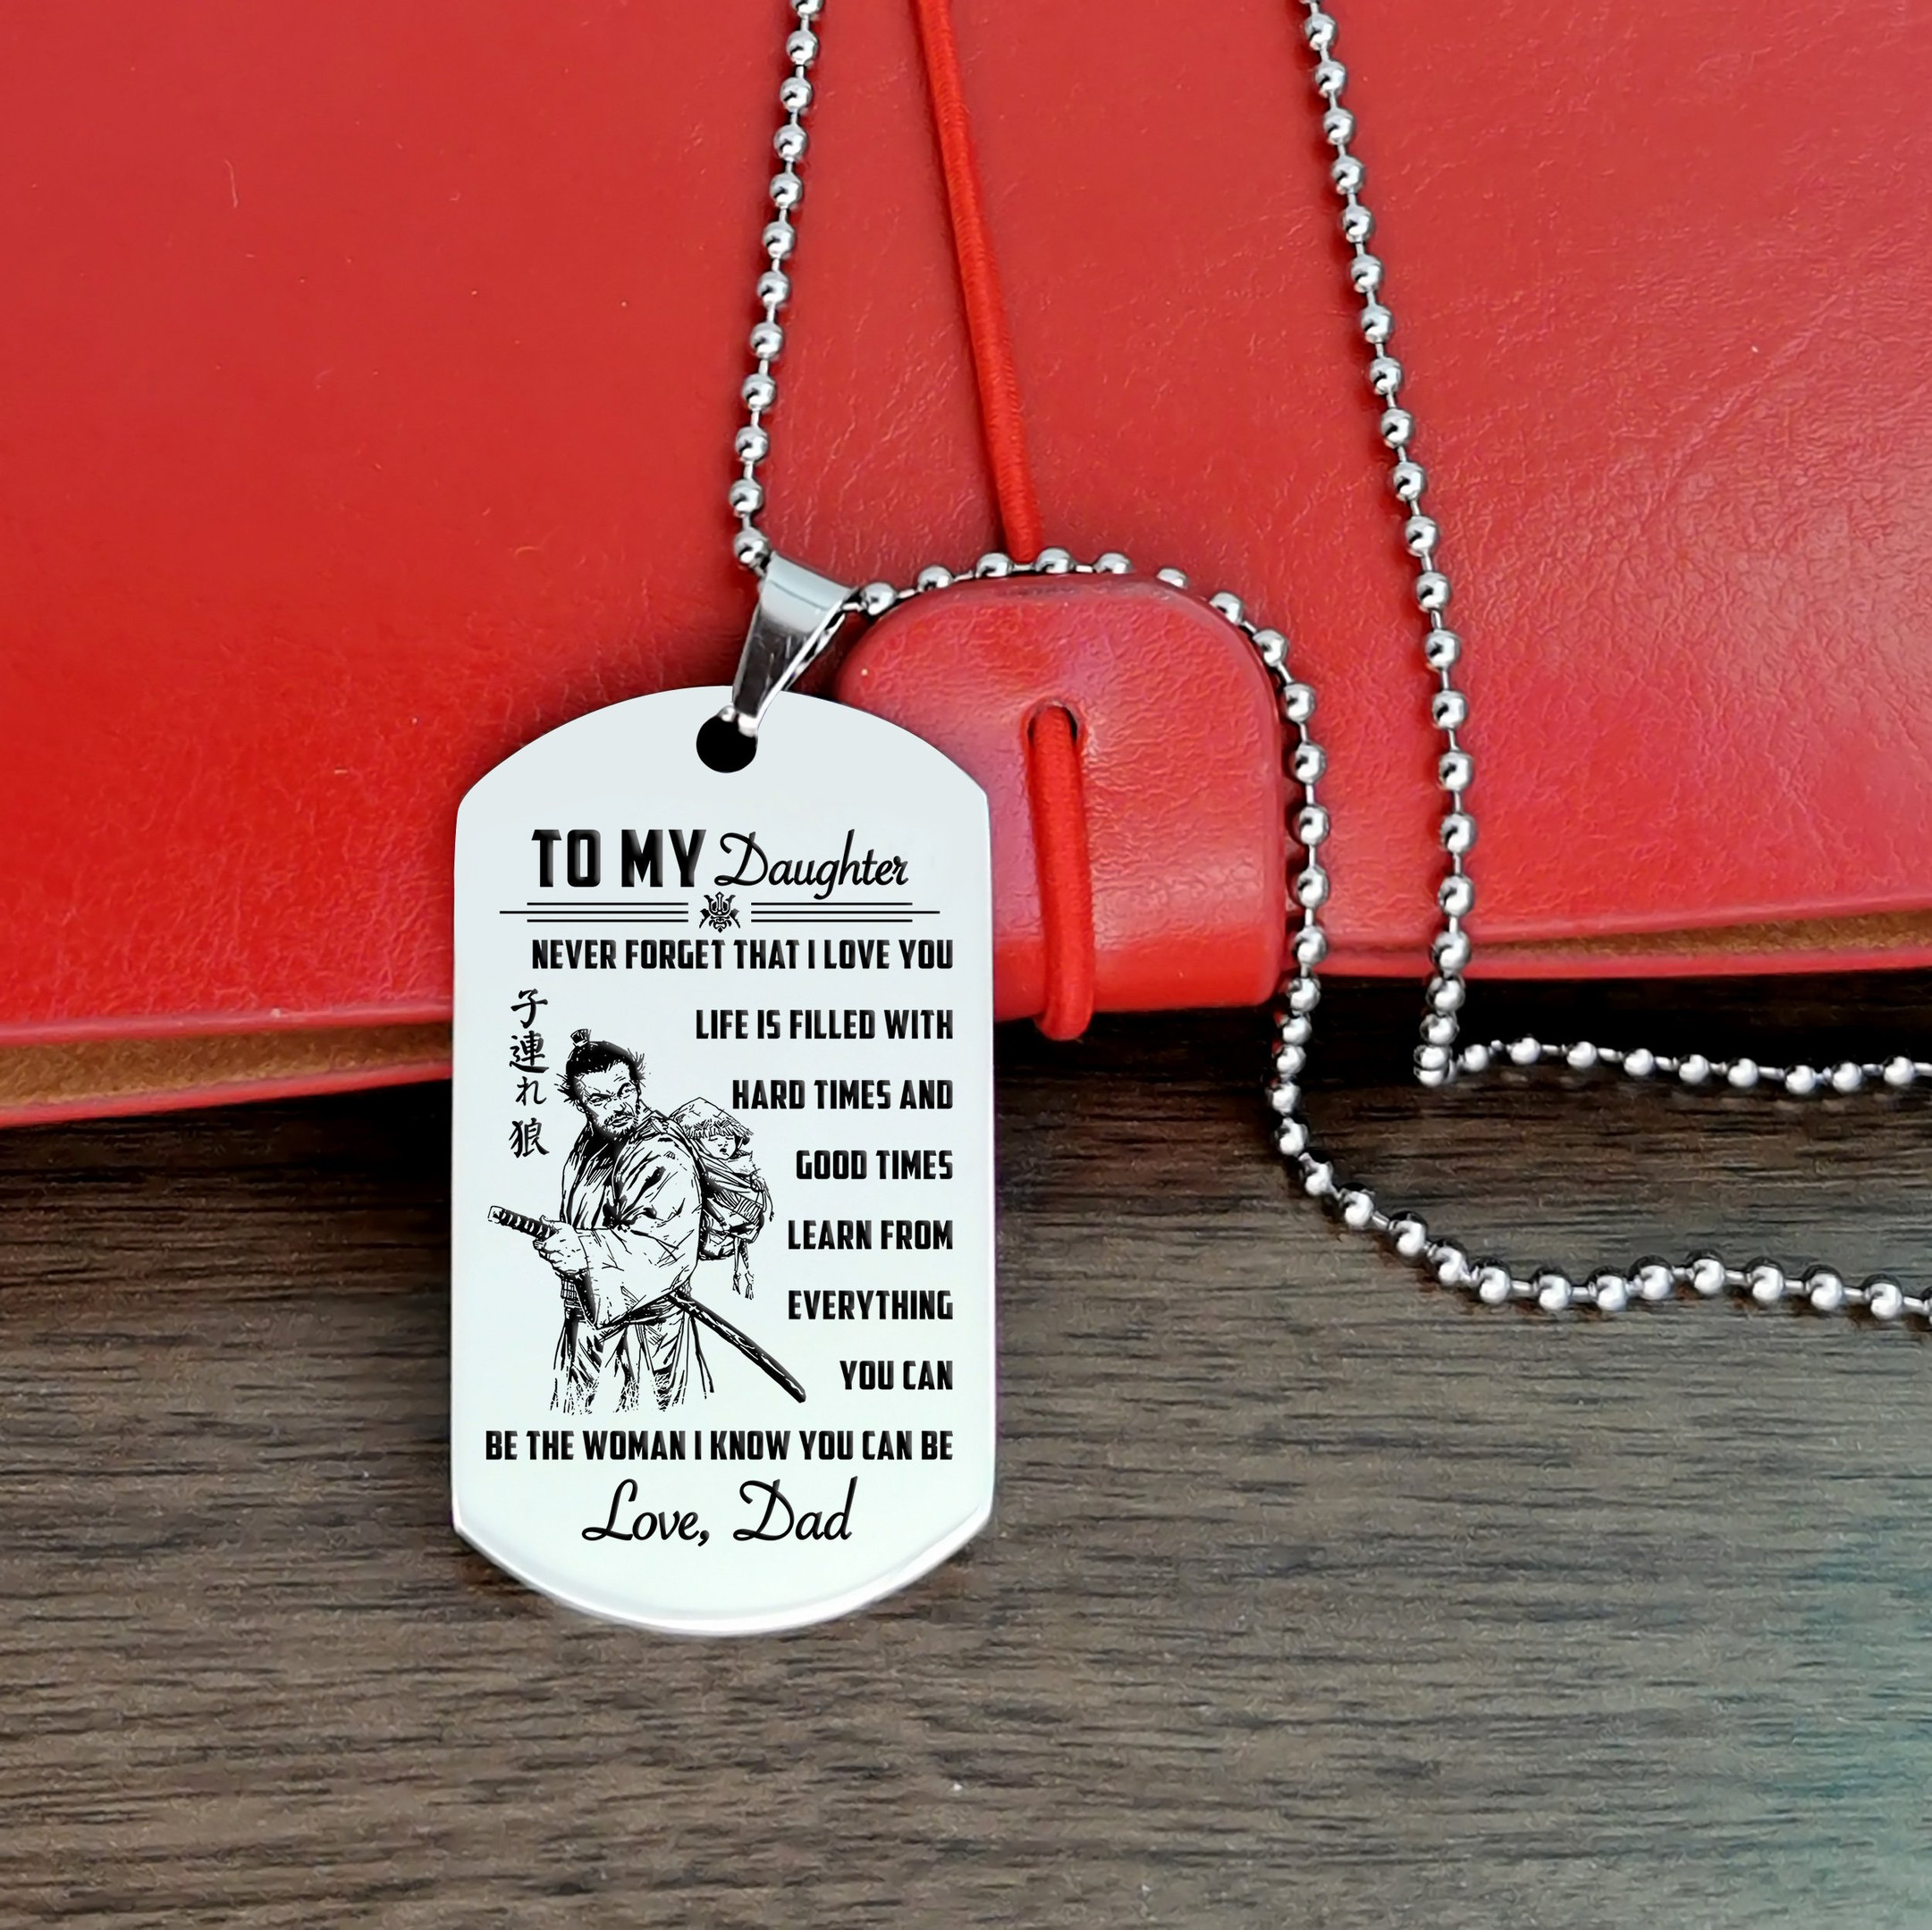 TO MY Daughter
NEVER FORGET THAT I LOVE YOU
子連れ狼
LIFE IS FILLED WITH
HARD TIMES AND
GOOD TIMES
LEARN FROM
EVERYTHING
YOU CAN
BE THE WOMAN I KNOW YOU CAN BE
Love, Dad